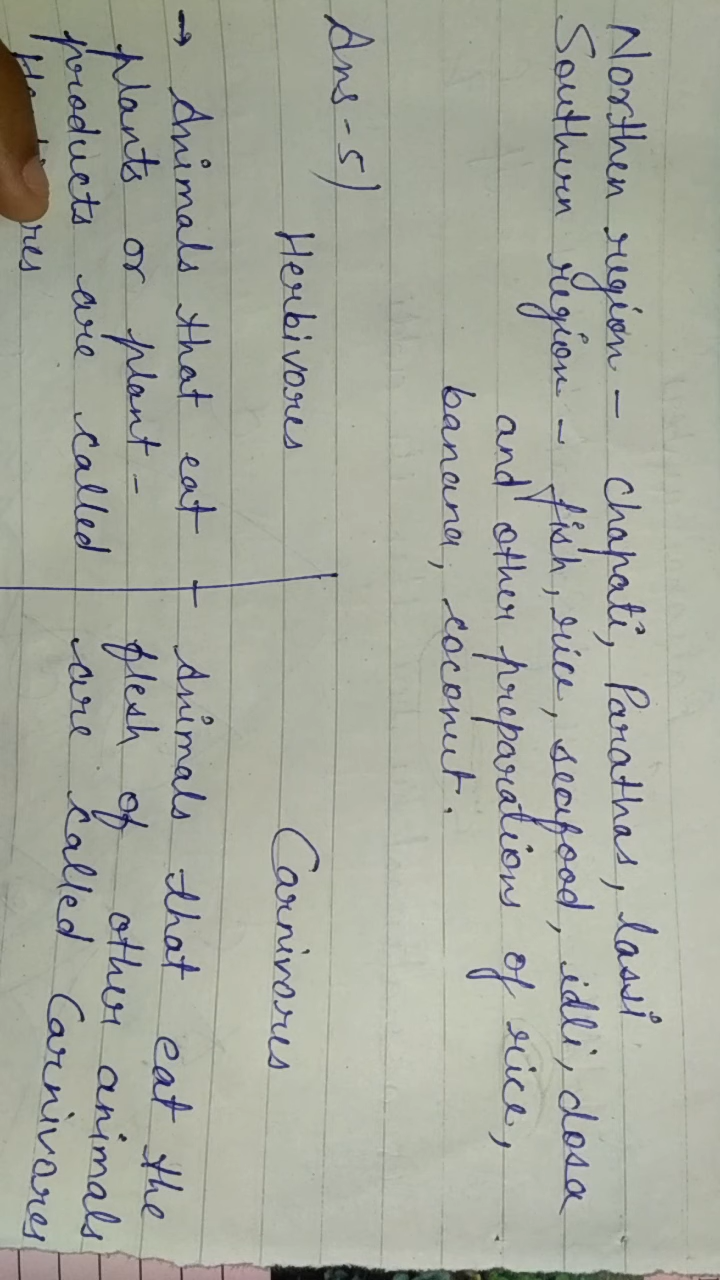 Northen region - Chapati, Parathas, lassi
Southern region - fish, rice, seafood, idli, dosa
and other preparations of rice,
banana, coconut.
Ans-5)
Herbivores
→ Animals that eat
plants or plant-
products are called
Carnivores
→ Animals that eat the
flesh of other animals
are called Carnivores